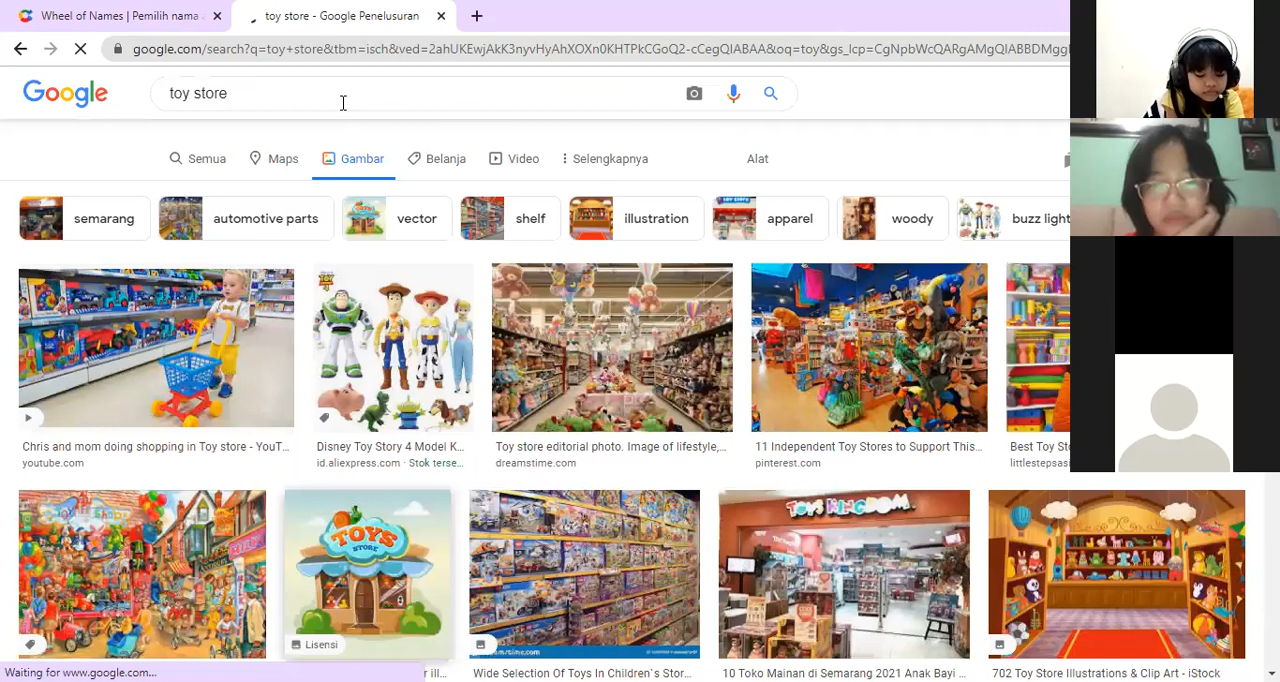 Wheel of Names | Pemilih nama
toy store - Google Penelusuran
google.com/search?q=toy+store&tbm=isch&ved=2ahUKEwjAkK3nyvHyAhXOXn0KHTPkCGoQ2-cCegQIABAA&oq=toy&gs_lcp=CgNpbWcQARgAMgQIABBDMgg
Google
toy store
Semua
Maps
Gambar
Belanja
Video
Selengkapnya
Alat
semarang
automotive parts
vector
shelf
illustration
apparel
woody
buzz light
Chris and mom doing shopping in Toy store - YouT...
youtube.com
Disney Toy Story 4 Model K...
id.aliexpress.com · Stok terse...
Toy store editorial photo. Image of lifestyle,...
dreamstime.com
11 Independent Toy Stores to Support This...
pinterest.com
Best Toy St
littlestepsas
TOYS
STORE
Lisensi
TOYS KINGDOM
Wide Selection Of Toys In Children's Stor...
10 Toko Mainan di Semarang 2021 Anak Bayi ...
702 Toy Store Illustrations & Clip Art - iStock
Waiting for www.google.com...